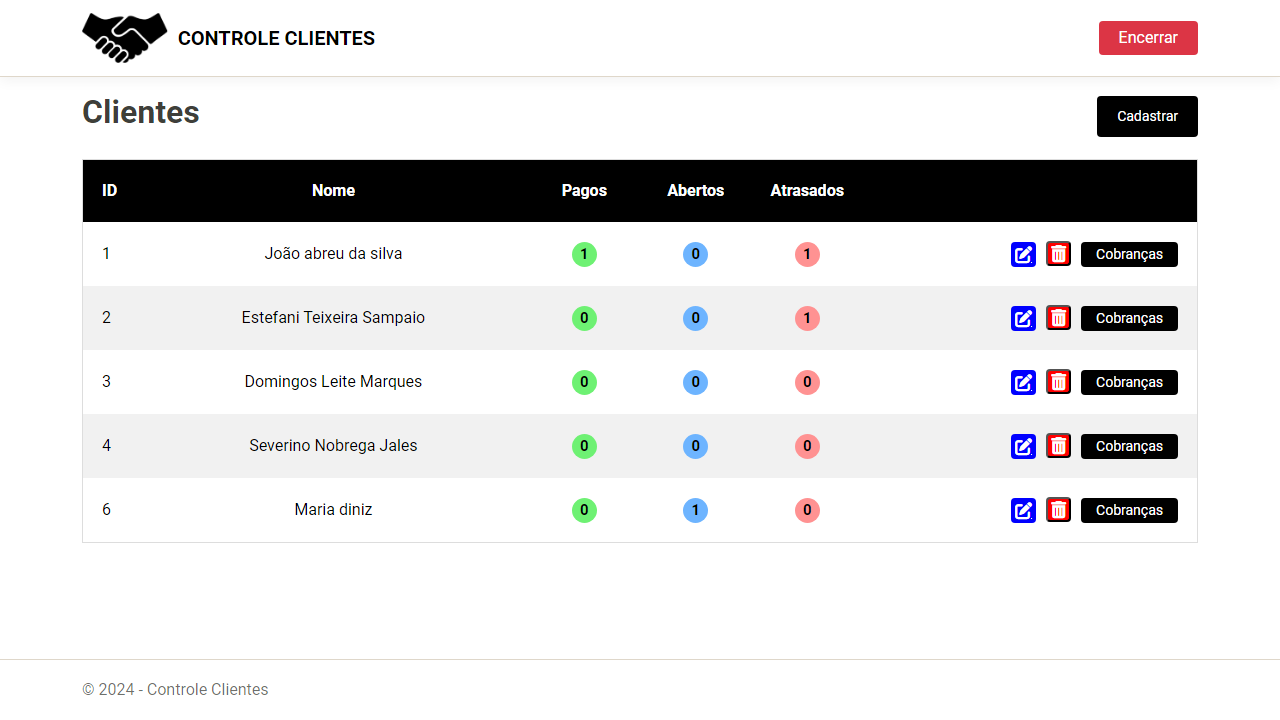 CONTROLE CLIENTES
Encerrar
Clientes
Cadastrar
ID Nome Pagos Abertos Atrasados
1 João abreu da silva 1 0 1 Cobranças
2 Estefani Teixeira Sampaio 0 0 1 Cobranças
3 Domingos Leite Marques 0 0 0 Cobranças
4 Severino Nobrega Jales 0 0 0 Cobranças
6 Maria diniz 0 1 0 Cobranças
© 2024 - Controle Clientes